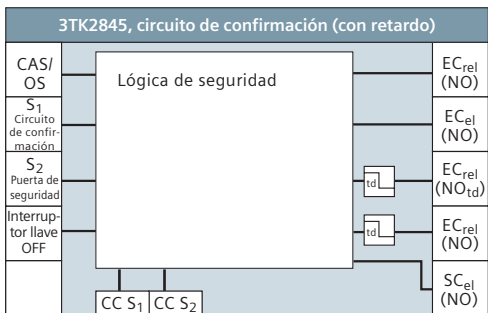 3TK2845, circuito de confirmación (con retardo)
CAS/
OS
S1
Circuito
de confir-
mación
S2
Puerta de
seguridad
Interrup-
tor llave
OFF
Lógica de seguridad
td
td
CC S1
CC S2
ECrel
(NO)
ECel
(NO)
ECrel
(NOtd)
ECrel
(NO)
SCel
(NO)